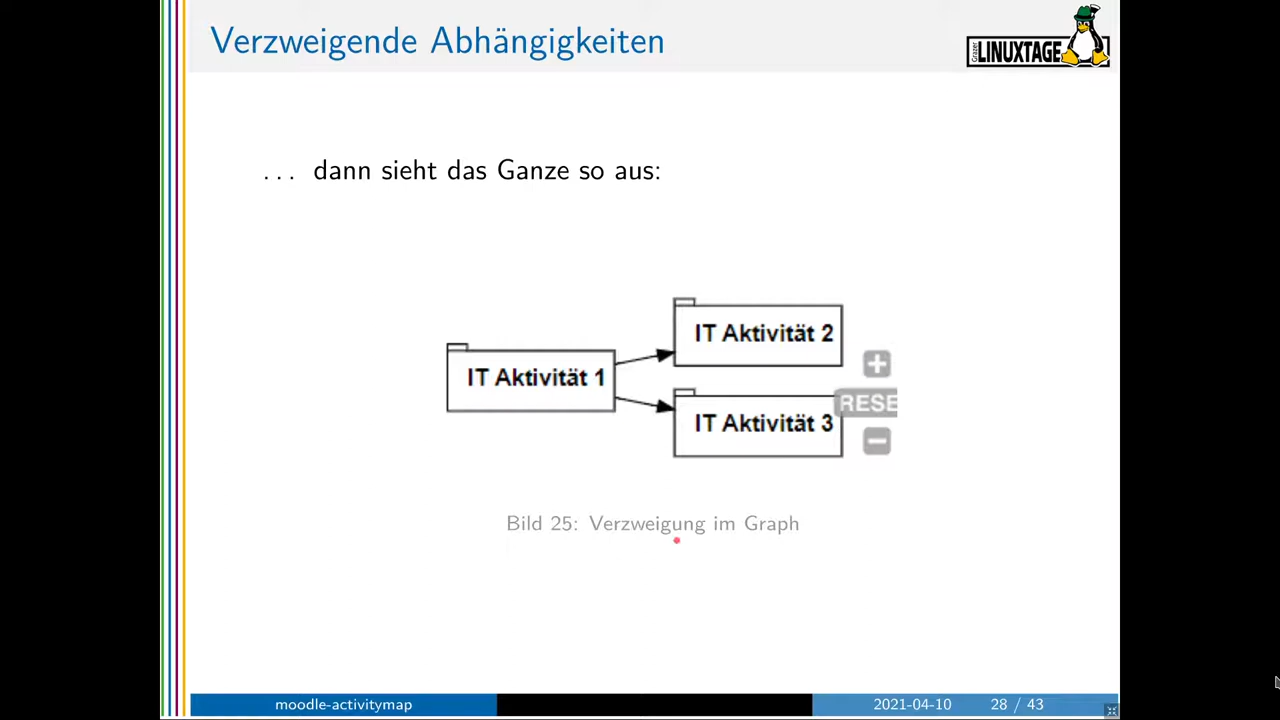 Verzweigende Abhängigkeiten
Grazer
LINUXTAGE
... dann sieht das Ganze so aus:
IT Aktivität 2
IT Aktivität 1
RESE
IT Aktivität 3
Bild 25: Verzweigung im Graph
moodle-activitymap
2021-04-10
28 / 43